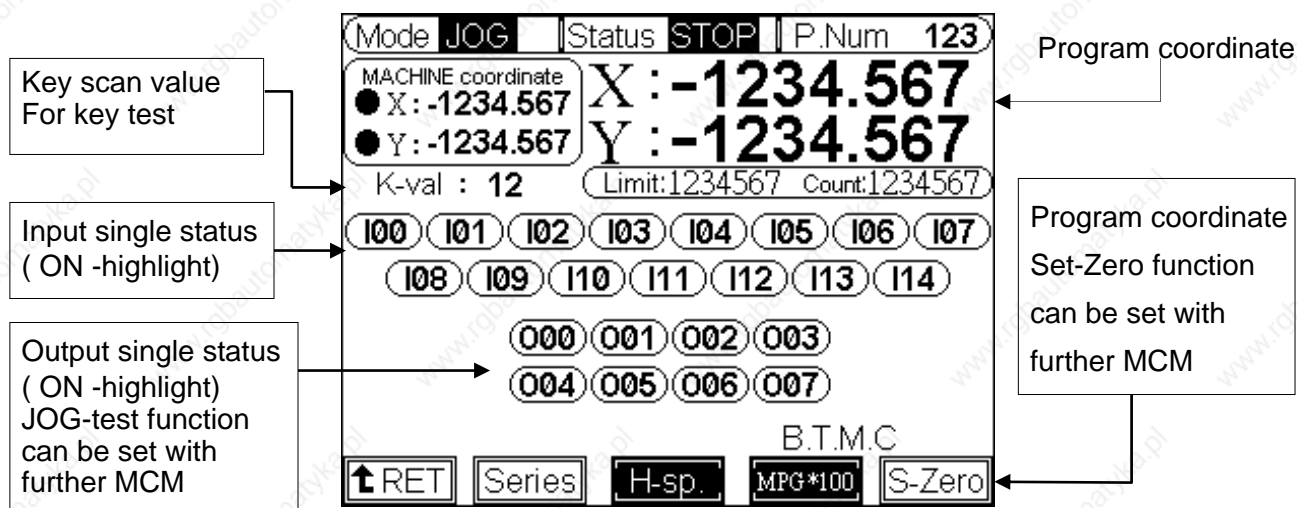 Mode JOG Status STOP P.Num 123
MACHINE coordinate
X:-1234.567
Y:-1234.567
X:-1234.567
Y:-1234.567
K-val : 12
Limit:1234567 Count:1234567
I00 I01 I02 I03 I04 I05 I06 I07
I08 I09 I10 I11 I12 I13 I14
O00 O01 O02 O03
O04 O05 O06 O07
B.T.M.C
RET Series H-sp. MPG*100 S-Zero
Key scan value
For key test
Input single status
( ON -highlight)
Output single status
( ON -highlight)
JOG-test function
can be set with
further MCM
Program coordinate
Program coordinate
Set-Zero function
can be set with
further MCM
www.rgbautomatyka.pl